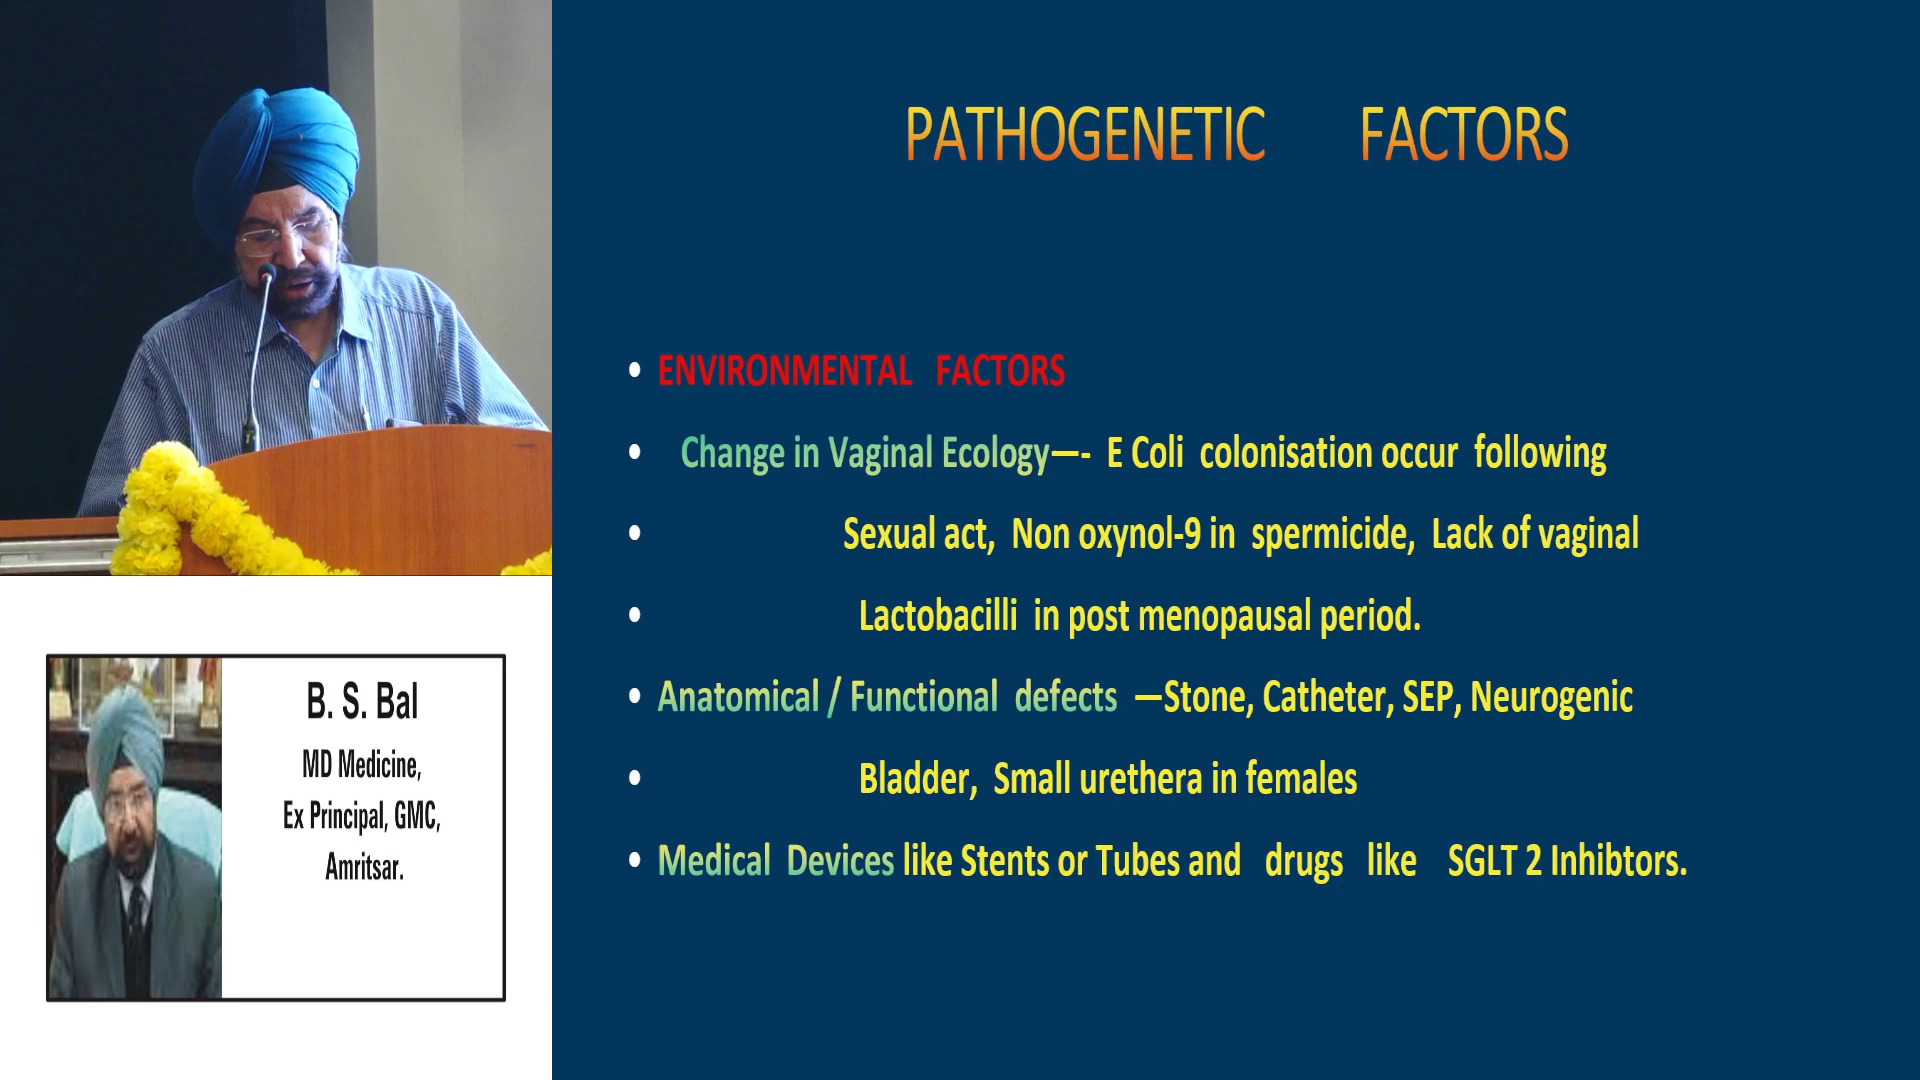 PATHOGENETIC FACTORS
• ENVIRONMENTAL FACTORS
• Change in Vaginal Ecology—- E Coli colonisation occur following
• Sexual act, Non oxynol-9 in spermicide, Lack of vaginal
• Lactobacilli in post menopausal period.
• Anatomical / Functional defects —Stone, Catheter, SEP, Neurogenic
• Bladder, Small urethera in females
• Medical Devices like Stents or Tubes and drugs like SGLT 2 Inhibtors.
B. S. Bal
MD Medicine,
Ex Principal, GMC,
Amritsar.